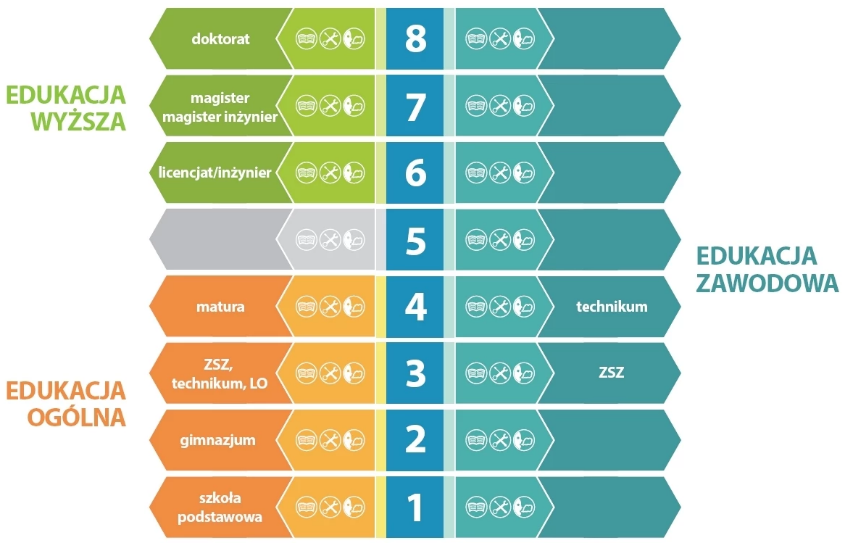 doktorat
8
EDUKACJA
WYŻSZA
magister
magister inżynier
7
licencjat/inżynier
6
5
EDUKACJA
ZAWODOWA
matura
4
technikum
EDUKACJA
OGÓLNA
ZSZ,
technikum, LO
3
ZSZ
gimnazjum
2
szkoła
podstawowa
1